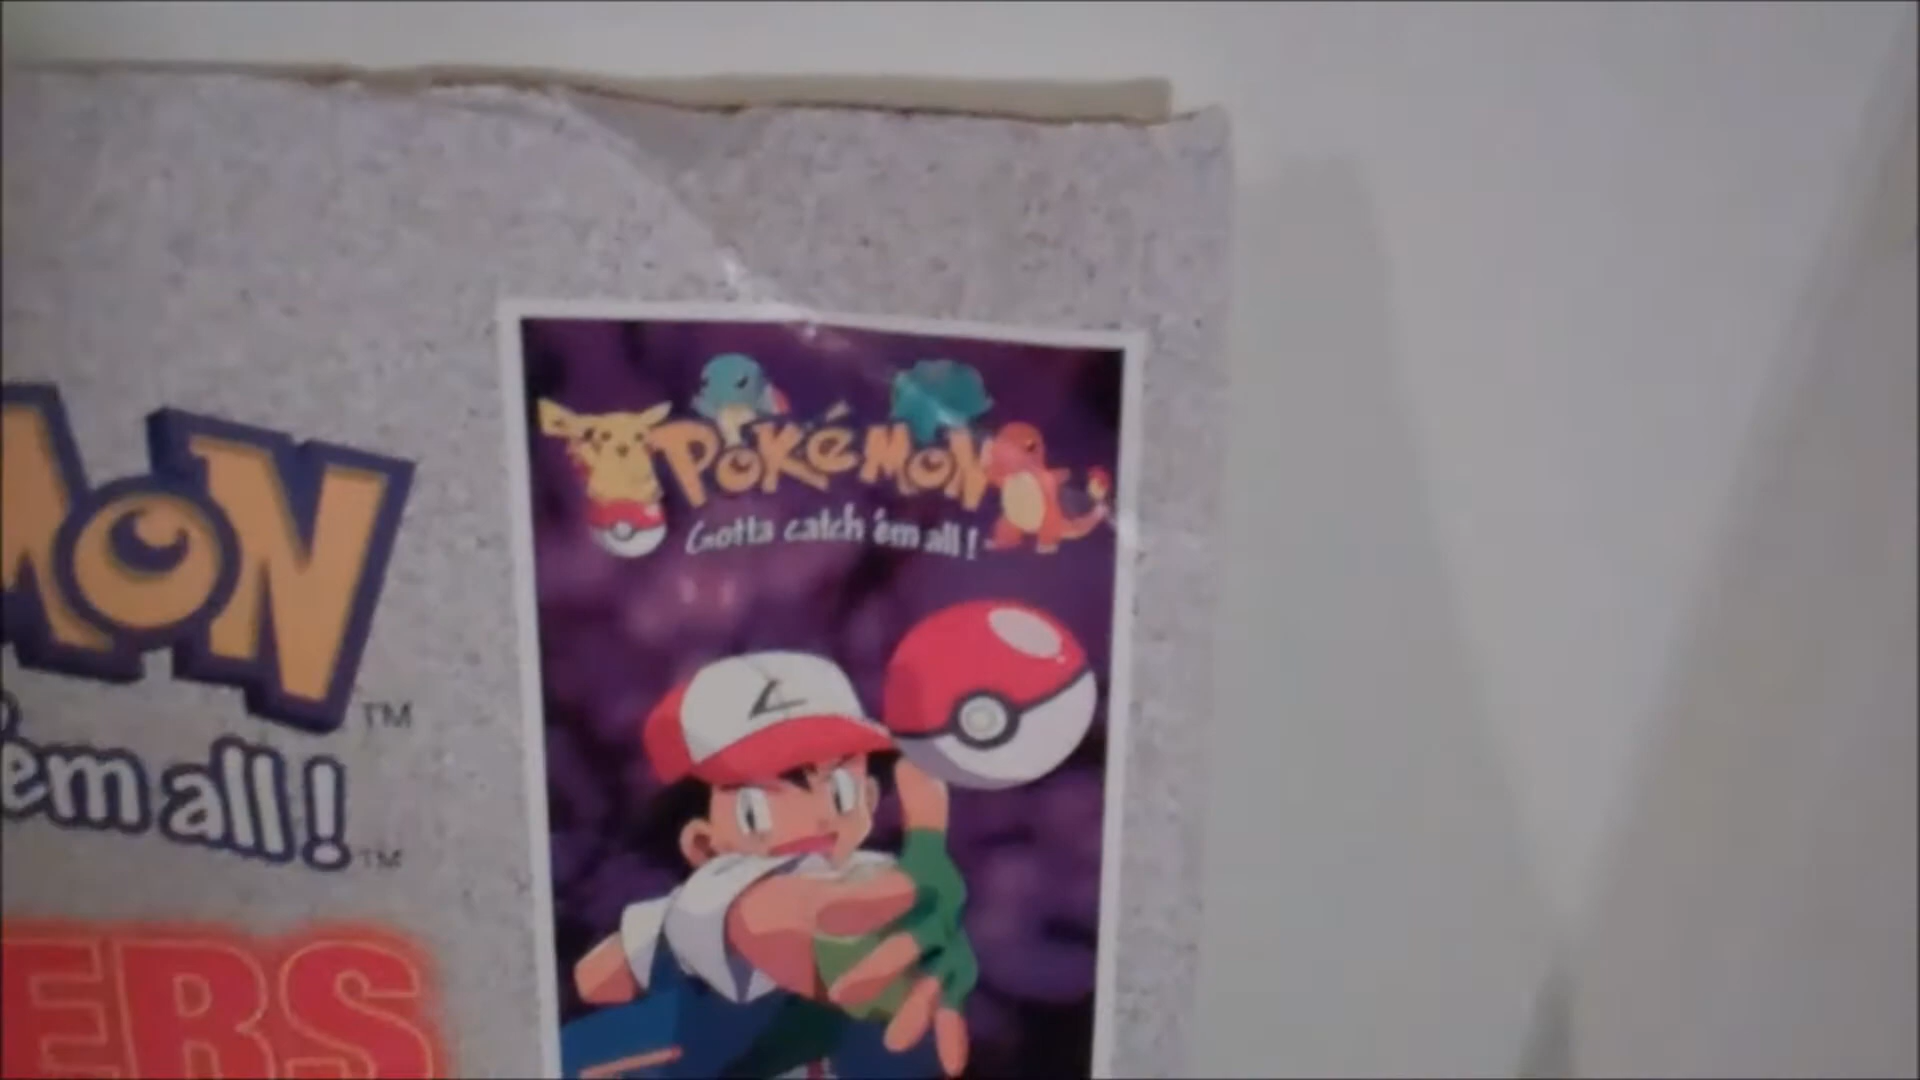 MON
TM
'em all!
TM
ERS
POKéMON
Gotta catch 'em all!